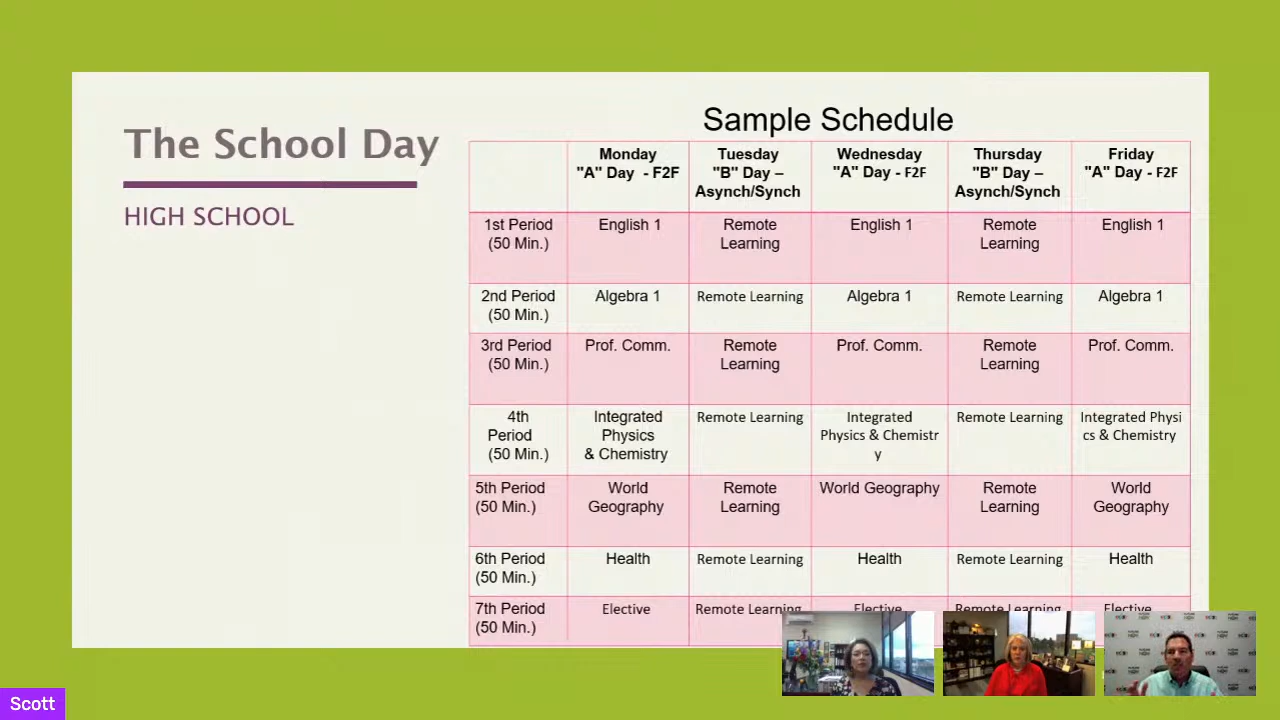 The School Day
HIGH SCHOOL
Sample Schedule
Monday
"A" Day - F2F
Tuesday
"B" Day –
Asynch/Synch
Wednesday
"A" Day - F2F
Thursday
"B" Day –
Asynch/Synch
Friday
"A" Day - F2F
1st Period
(50 Min.)
English 1
Remote
Learning
English 1
Remote
Learning
English 1
2nd Period
(50 Min.)
Algebra 1
Remote Learning
Algebra 1
Remote Learning
Algebra 1
3rd Period
(50 Min.)
Prof. Comm.
Remote
Learning
Prof. Comm.
Remote
Learning
Prof. Comm.
4th
Period
(50 Min.)
Integrated
Physics
& Chemistry
Remote Learning
Integrated
Physics & Chemistr
y
Remote Learning
Integrated Physi
cs & Chemistry
5th Period
(50 Min.)
World
Geography
Remote
Learning
World Geography
Remote
Learning
World
Geography
6th Period
(50 Min.)
Health
Remote Learning
Health
Remote Learning
Health
7th Period
(50 Min.)
Elective
Remote Learning
Elective
Remote Learning
Elective
Scott